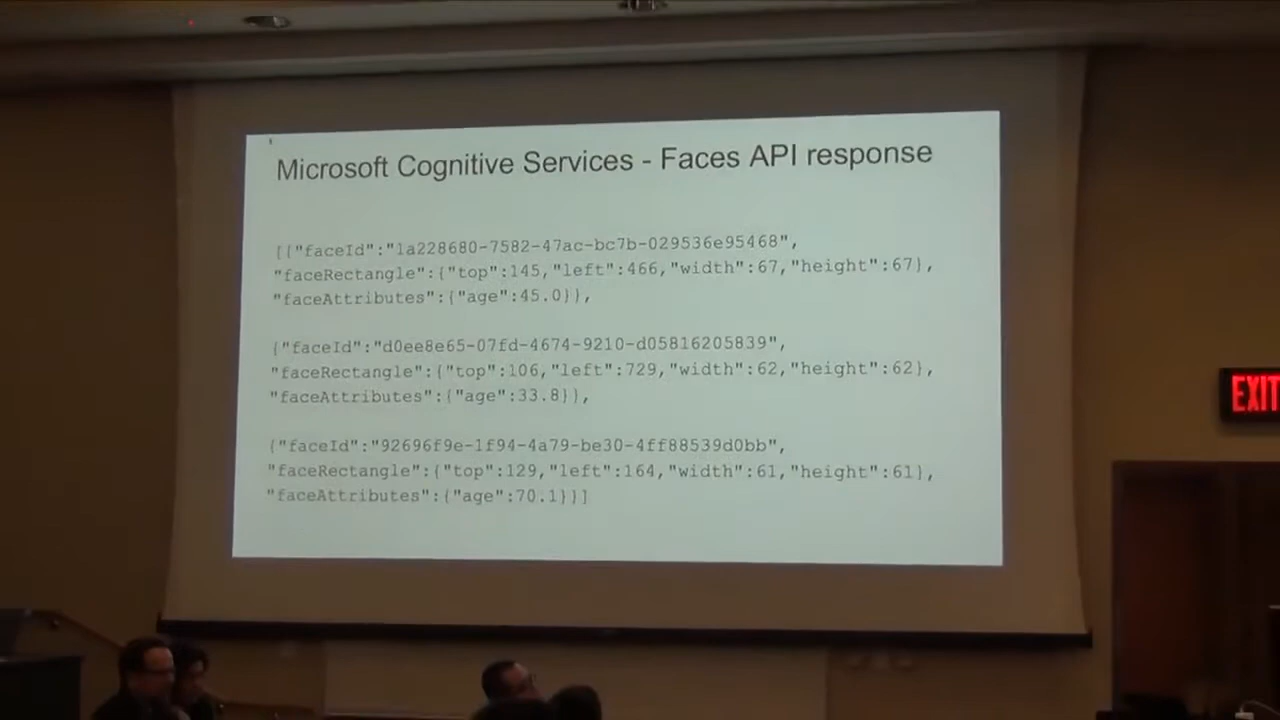 Microsoft Cognitive Services - Faces API response
[{"faceId":"1a228680-7582-47ac-bc7b-029536e95468",
"faceRectangle":{"top":145,"left":466,"width":67,"height":67},
"faceAttributes":{"age":45.0}},
{"faceId":"d0ee8e65-07fd-4674-9210-d05816205839",
"faceRectangle":{"top":106,"left":729,"width":62,"height":62},
"faceAttributes":{"age":33.8}},
{"faceId":"92696f9e-1f94-4a79-be30-4ff88539d0bb",
"faceRectangle":{"top":129,"left":164,"width":61,"height":61},
"faceAttributes":{"age":70.1}}]
EXIT